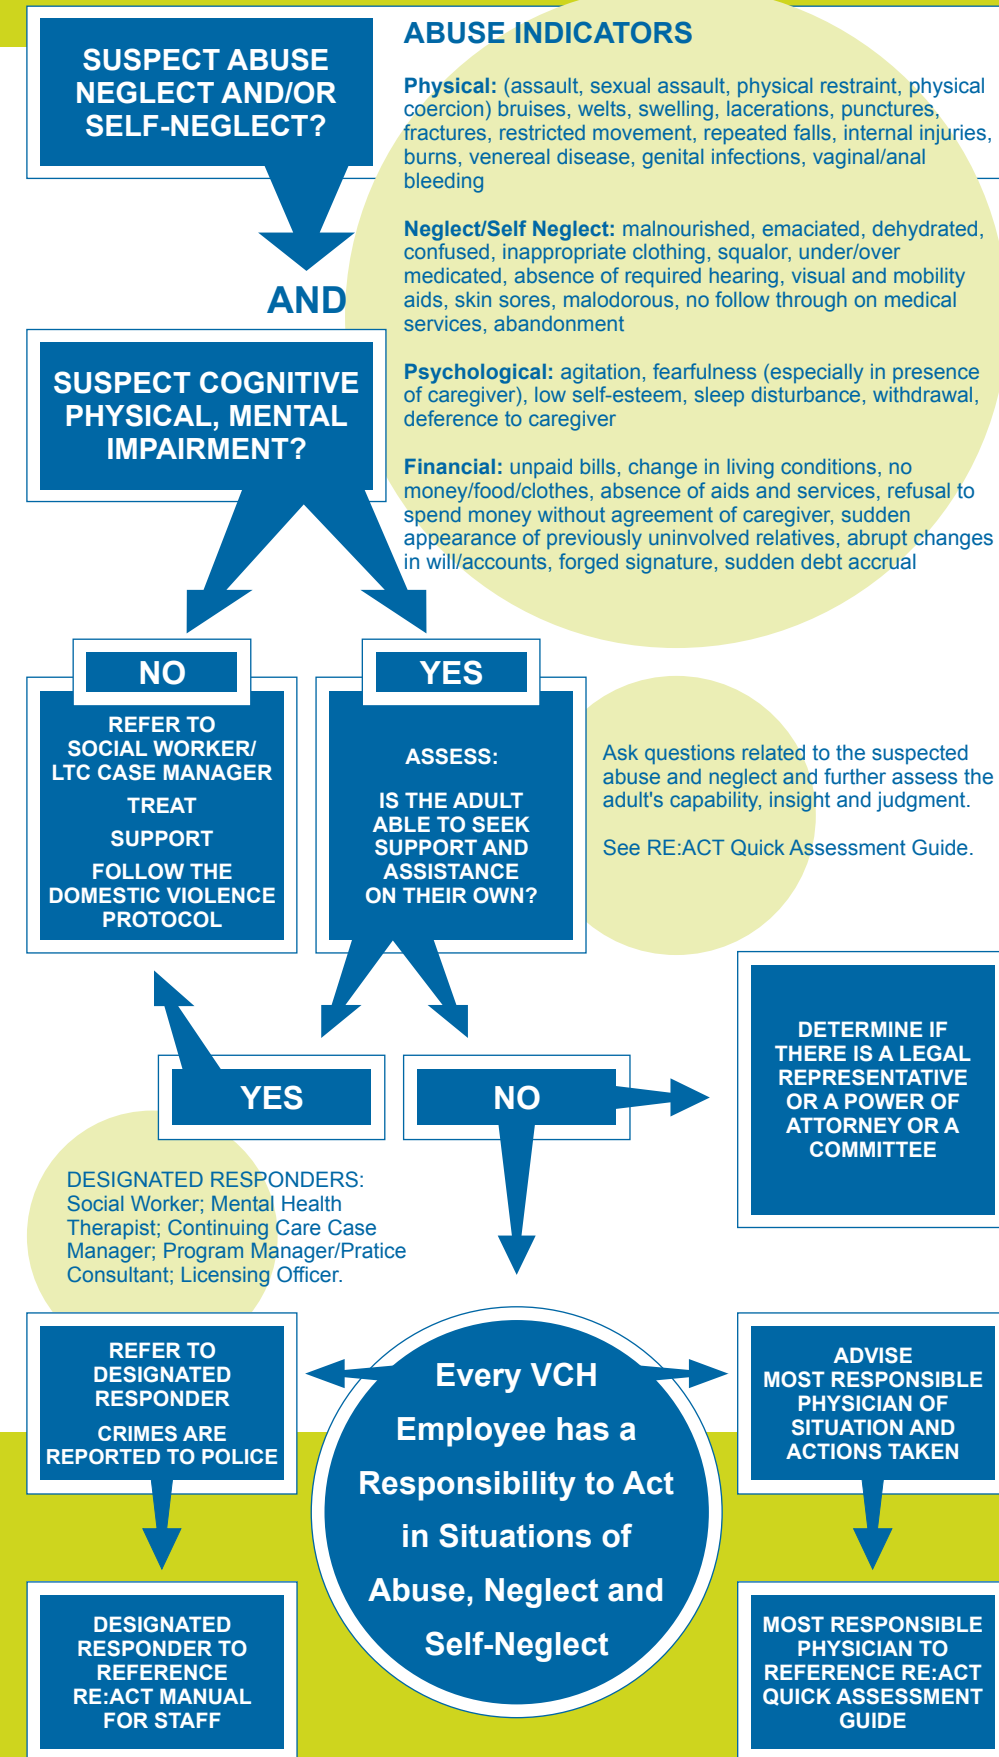 SUSPECT ABUSE
NEGLECT AND/OR
SELF-NEGLECT?
ABUSE INDICATORS
Physical: (assault, sexual assault, physical restraint, physical
coercion) bruises, welts, swelling, lacerations, punctures,
fractures, restricted movement, repeated falls, internal injuries,
burns, venereal disease, genital infections, vaginal/anal
bleeding
Neglect/Self Neglect: malnourished, emaciated, dehydrated,
confused, inappropriate clothing, squalor, under/over
medicated, absence of required hearing, visual and mobility
aids, skin sores, malodorous, no follow through on medical
services, abandonment
Psychological: agitation, fearfulness (especially in presence
of caregiver), low self-esteem, sleep disturbance, withdrawal,
deference to caregiver
Financial: unpaid bills, change in living conditions, no
money/food/clothes, absence of aids and services, refusal to
spend money without agreement of caregiver, sudden
appearance of previously uninvolved relatives, abrupt changes
in will/accounts, forged signature, sudden debt accrual
AND
SUSPECT COGNITIVE
PHYSICAL, MENTAL
IMPAIRMENT?
NO
REFER TO
SOCIAL WORKER/
LTC CASE MANAGER
TREAT
SUPPORT
FOLLOW THE
DOMESTIC VIOLENCE
PROTOCOL
YES
ASSESS:
IS THE ADULT
ABLE TO SEEK
SUPPORT AND
ASSISTANCE
ON THEIR OWN?
Ask questions related to the suspected
abuse and neglect and further assess the
adult's capability, insight and judgment.
See RE:ACT Quick Assessment Guide.
YES
NO
DETERMINE IF
THERE IS A LEGAL
REPRESENTATIVE
OR A POWER OF
ATTORNEY OR A
COMMITTEE
DESIGNATED RESPONDERS:
Social Worker; Mental Health
Therapist; Continuing Care Case
Manager; Program Manager/Pratice
Consultant; Licensing Officer.
REFER TO
DESIGNATED
RESPONDER
CRIMES ARE
REPORTED TO POLICE
Every VCH
Employee has a
Responsibility to Act
in Situations of
Abuse, Neglect and
Self-Neglect
ADVISE
MOST RESPONSIBLE
PHYSICIAN OF
SITUATION AND
ACTIONS TAKEN
DESIGNATED
RESPONDER TO
REFERENCE
RE:ACT MANUAL
FOR STAFF
MOST RESPONSIBLE
PHYSICIAN TO
REFERENCE RE:ACT
QUICK ASSESSMENT
GUIDE